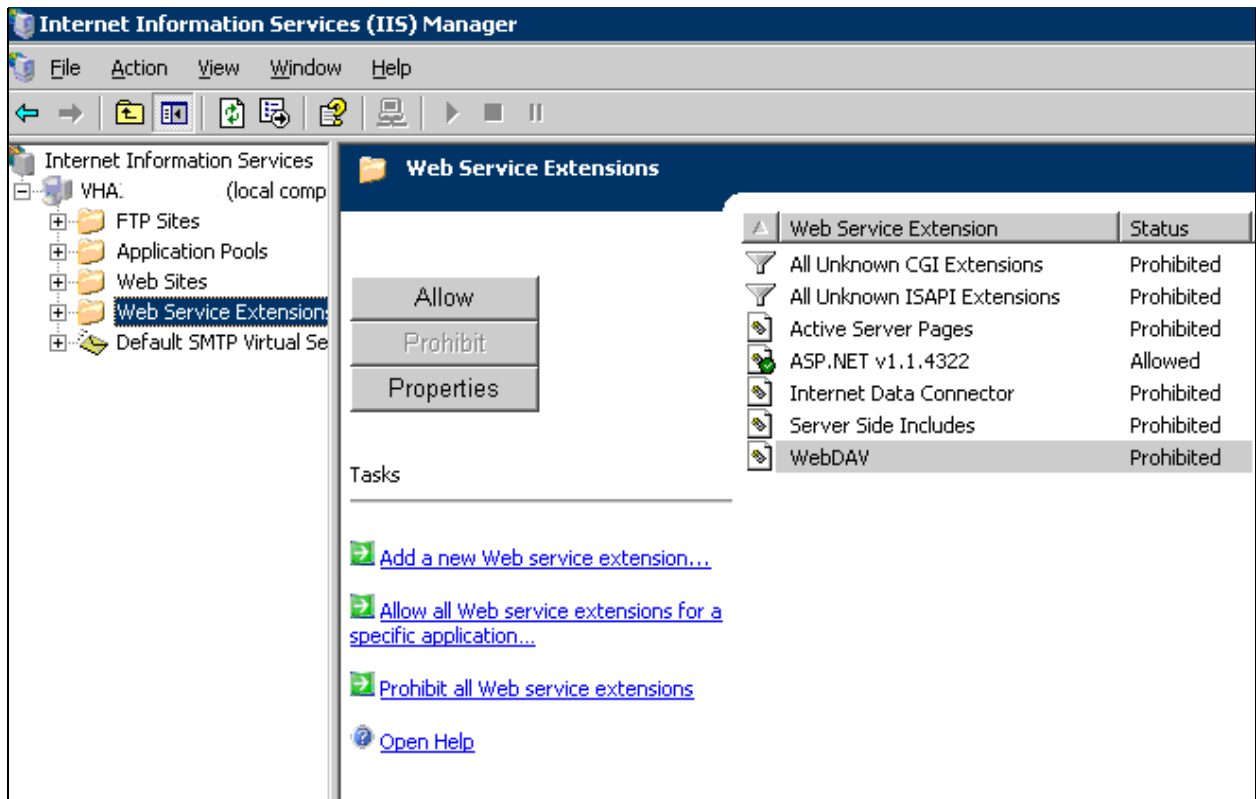 Internet Information Services (IIS) Manager
File Action View Window Help
Internet Information Services
VHA: (local comp
FTP Sites
Application Pools
Web Sites
Web Service Extension
Default SMTP Virtual Se
Web Service Extensions
Allow
Prohibit
Properties
Tasks
Add a new Web service extension...
Allow all Web service extensions for a
specific application...
Prohibit all Web service extensions
Open Help
Web Service Extension Status
All Unknown CGI Extensions Prohibited
All Unknown ISAPI Extensions Prohibited
Active Server Pages Prohibited
ASP.NET v1.1.4322 Allowed
Internet Data Connector Prohibited
Server Side Includes Prohibited
WebDAV Prohibited